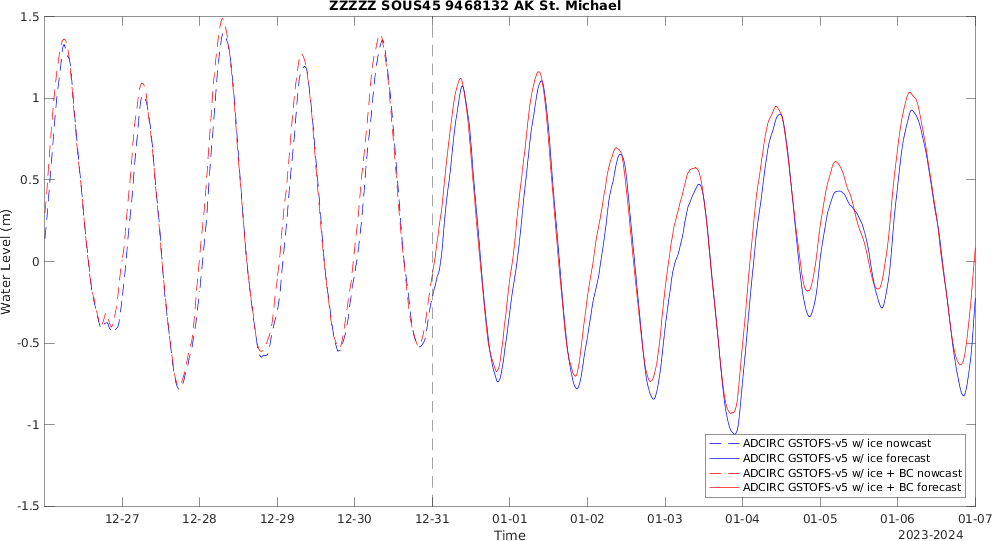 ZZZZZ SOUS45 9468132 AK St. Michael
Water Level (m)
1.5
1
0.5
0
-0.5
-1
-1.5
12-27
12-28
12-29
12-30
12-31
01-01
01-02
01-03
01-04
01-05
01-06
01-07
Time
2023-2024
ADCIRC GSTOFS-v5 w/ ice nowcast
ADCIRC GSTOFS-v5 w/ ice forecast
ADCIRC GSTOFS-v5 w/ ice + BC nowcast
ADCIRC GSTOFS-v5 w/ ice + BC forecast